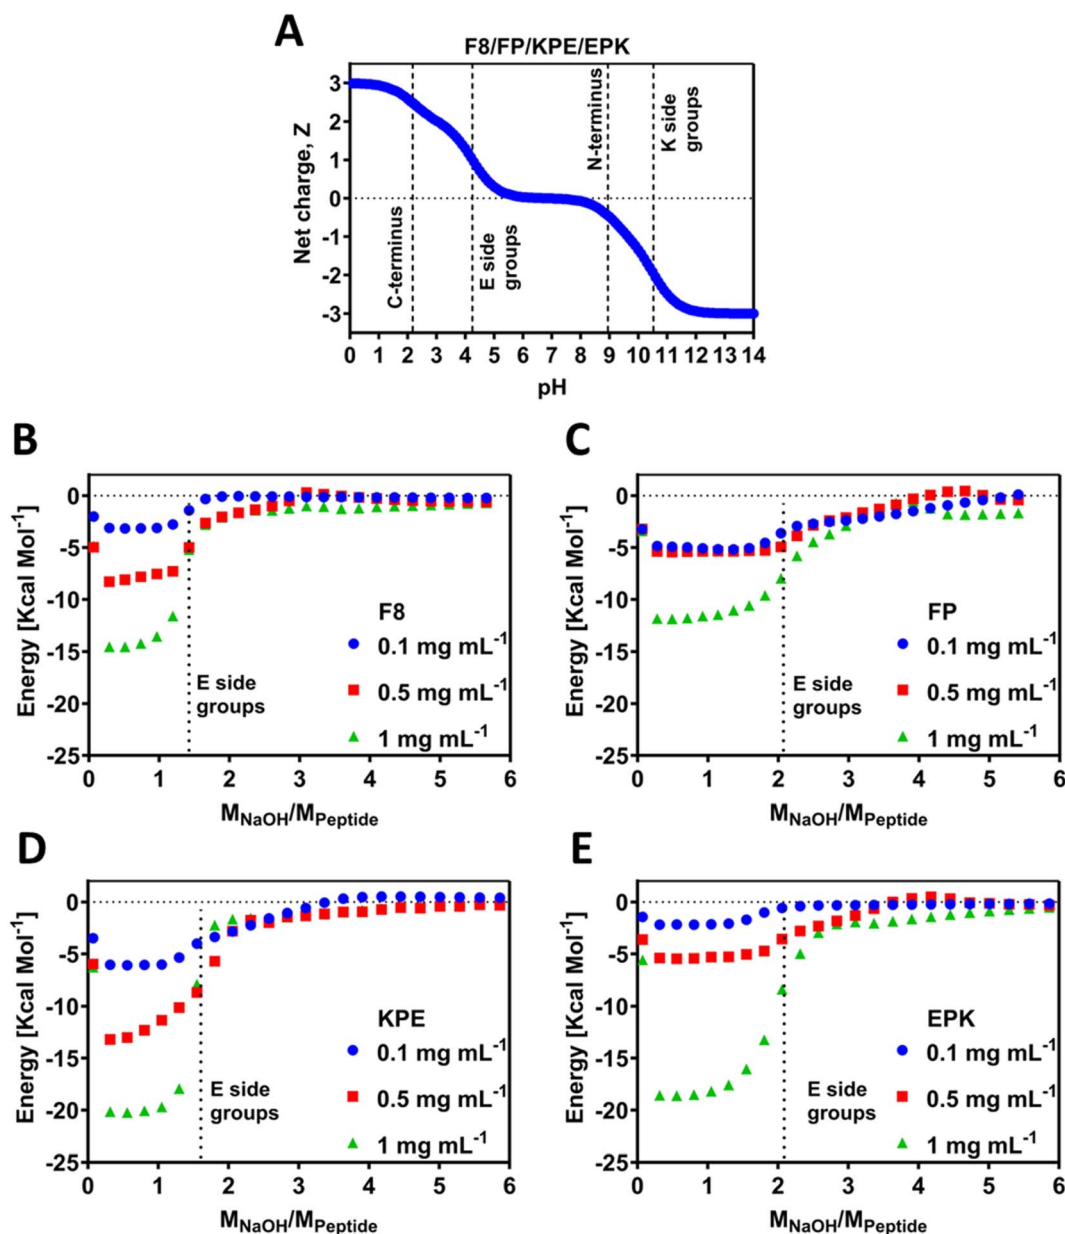 A
F8/FP/KPE/EPK
Net charge, Z
3
2
1
0
-1
-2
-3
C-terminus
E side
groups
N-terminus
K side
groups
0 1 2 3 4 5 6 7 8 9 10 11 12 13 14
pH
B
Energy [Kcal Mol⁻¹]
0
-5
-10
-15
-20
-25
F8
0.1 mg mL⁻¹
0.5 mg mL⁻¹
1 mg mL⁻¹
E side
groups
0 1 2 3 4 5 6
M_NaOH/M_Peptide
C
Energy [Kcal Mol⁻¹]
0
-5
-10
-15
-20
-25
FP
0.1 mg mL⁻¹
0.5 mg mL⁻¹
1 mg mL⁻¹
E side
groups
0 1 2 3 4 5 6
M_NaOH/M_Peptide
D
Energy [Kcal Mol⁻¹]
0
-5
-10
-15
-20
-25
KPE
0.1 mg mL⁻¹
0.5 mg mL⁻¹
1 mg mL⁻¹
E side
groups
0 1 2 3 4 5 6
M_NaOH/M_Peptide
E
Energy [Kcal Mol⁻¹]
0
-5
-10
-15
-20
-25
EPK
0.1 mg mL⁻¹
0.5 mg mL⁻¹
1 mg mL⁻¹
E side
groups
0 1 2 3 4 5 6
M_NaOH/M_Peptide